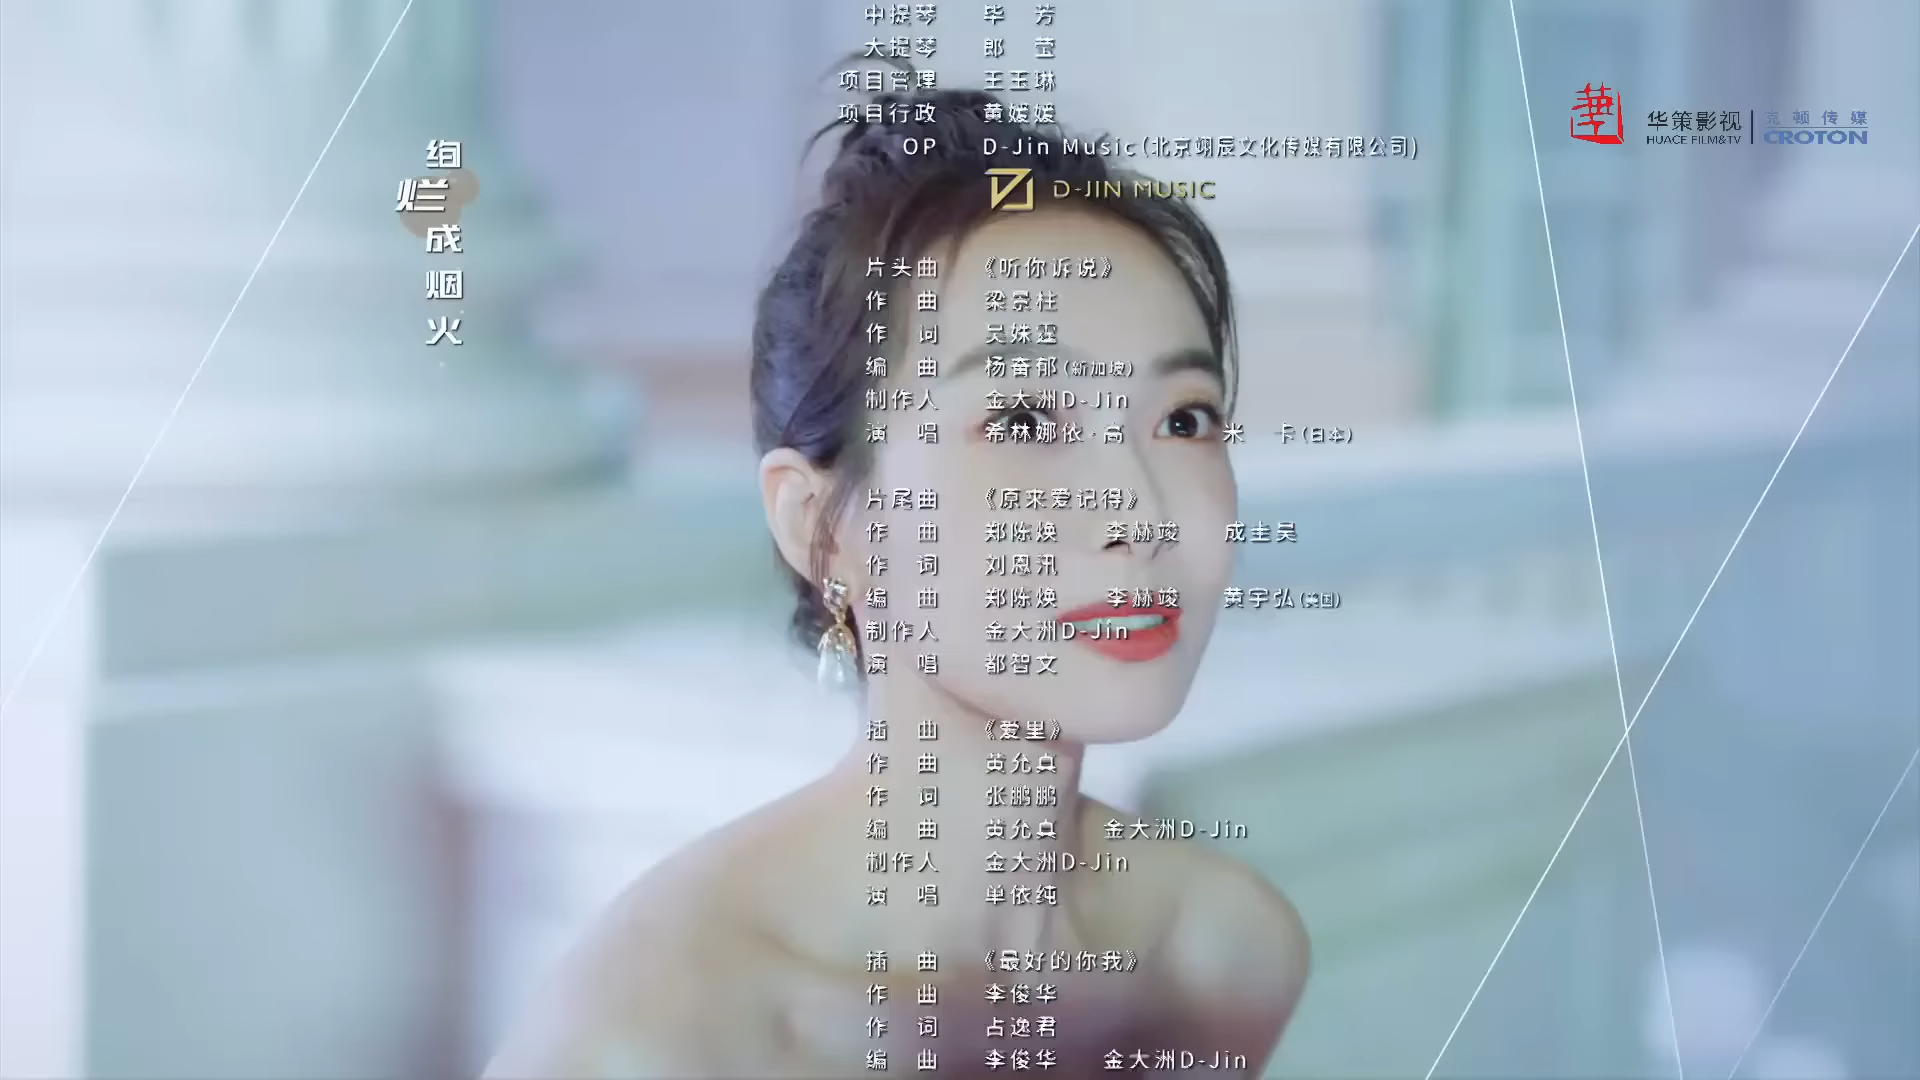 中提琴 毕 芳
大提琴 郎 莹
项目管理 王玉琳
项目行政 黄媛媛
OP D-Jin Music(北京翊辰文化传媒有限公司)
D-JIN MUSIC
华策影视 克顿传媒
HUACE FILM&TV CROTON
绚烂成烟火
片头曲 《听你诉说》
作 曲 梁景柱
作 词 吴姝霆
编 曲 杨奋郁(新加坡)
制作人 金大洲D-Jin
演 唱 希林娜依·高 米 卡(日本)
片尾曲 《原来爱记得》
作 曲 郑陈焕 李赫竣 成圭吴
作 词 刘恩汛
编 曲 郑陈焕 李赫竣 黄宇弘(美国)
制作人 金大洲D-Jin
演 唱 都智文
插 曲 《爱里》
作 曲 黄允真
作 词 张鹏鹏
编 曲 黄允真 金大洲D-Jin
制作人 金大洲D-Jin
演 唱 单依纯
插 曲 《最好的你我》
作 曲 李俊华
作 词 占逸君
编 曲 李俊华 金大洲D-Jin